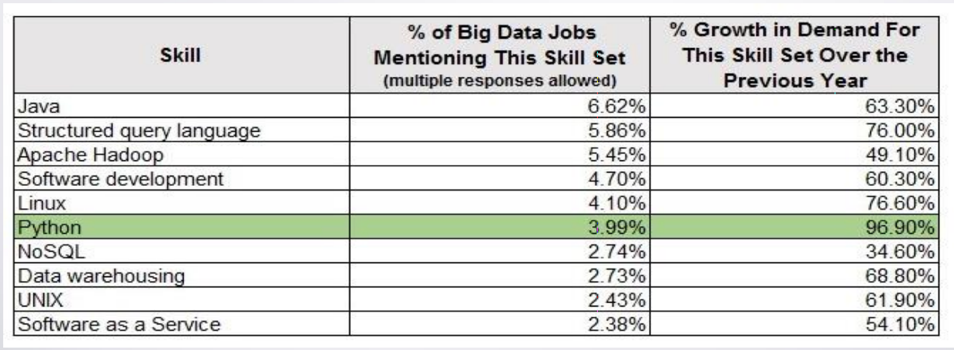 Skill % of Big Data Jobs Mentioning This Skill Set (multiple responses allowed) % Growth in Demand For This Skill Set Over the Previous Year
Java 6.62% 63.30%
Structured query language 5.86% 76.00%
Apache Hadoop 5.45% 49.10%
Software development 4.70% 60.30%
Linux 4.10% 76.60%
Python 3.99% 96.90%
NoSQL 2.74% 34.60%
Data warehousing 2.73% 68.80%
UNIX 2.43% 61.90%
Software as a Service 2.38% 54.10%